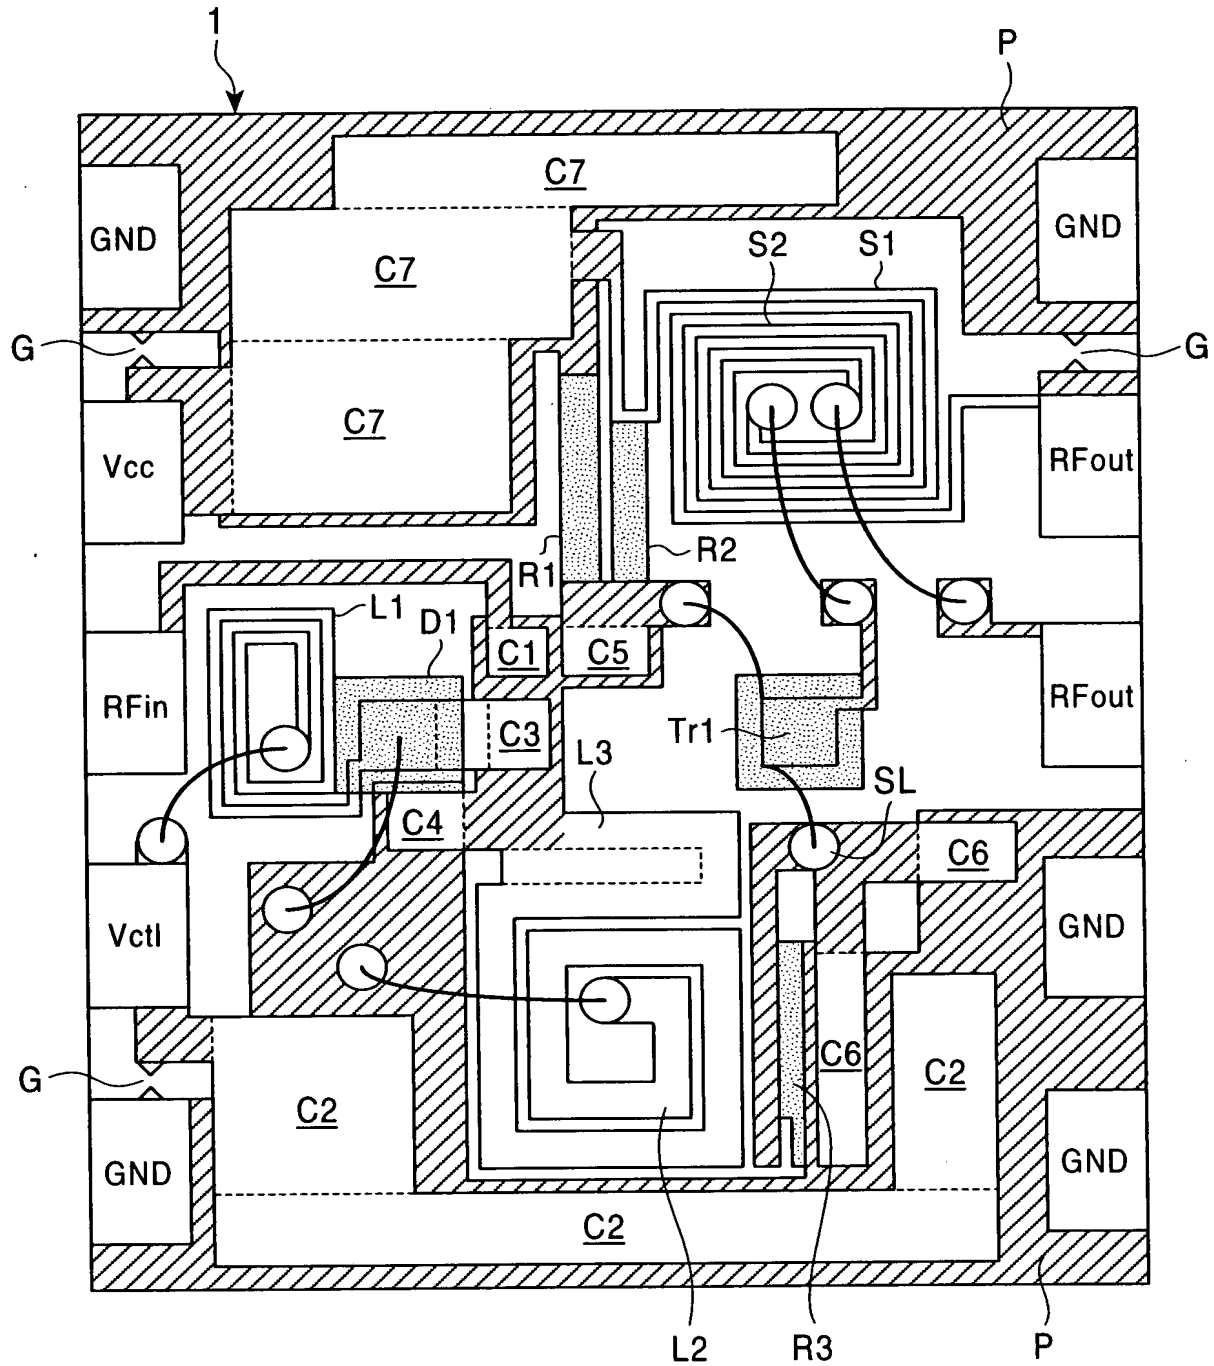 1
P
C7
GND
GND
C7
S2
S1
G
G
C7
Vcc
RFout
R1
R2
L1
D1
C1
C5
RFin
C3
Tr1
RFout
L3
SL
C4
C6
Vctl
GND
G
C6
C2
C2
GND
GND
C2
L2
R3
P